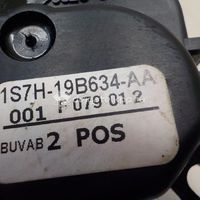 1S7H-19B634-AA
001 F 079 01 2
BUVAB 2 POS